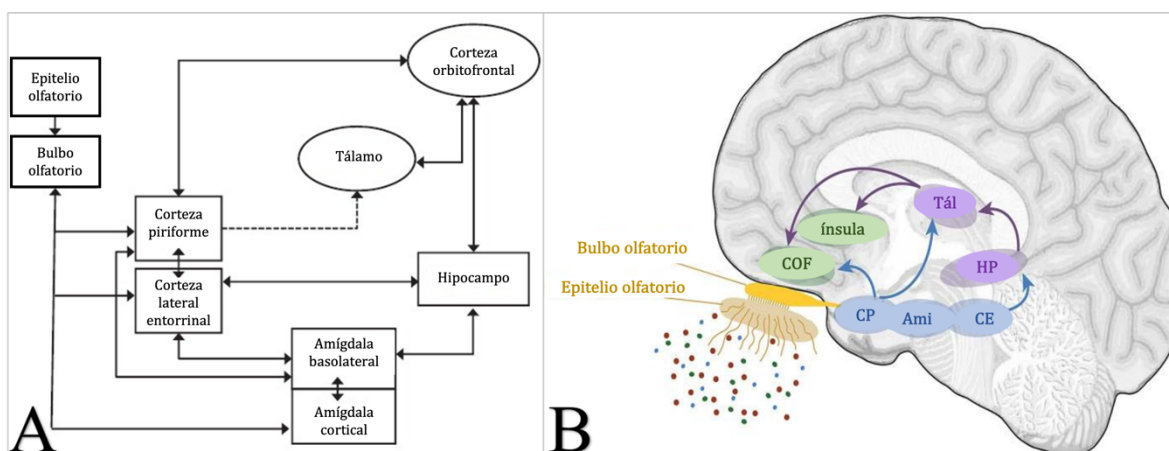 Epitelio
olfatorio
Bulbo
olfatorio
Corteza
orbitofrontal
Tálamo
Corteza
piriforme
Corteza
lateral
entorrinal
Hipocampo
Amígdala
basolateral
Amígdala
cortical
A
Tál
ínsula
Bulbo olfatorio
COF
HP
Epitelio olfatorio
CP
Ami
CE
B